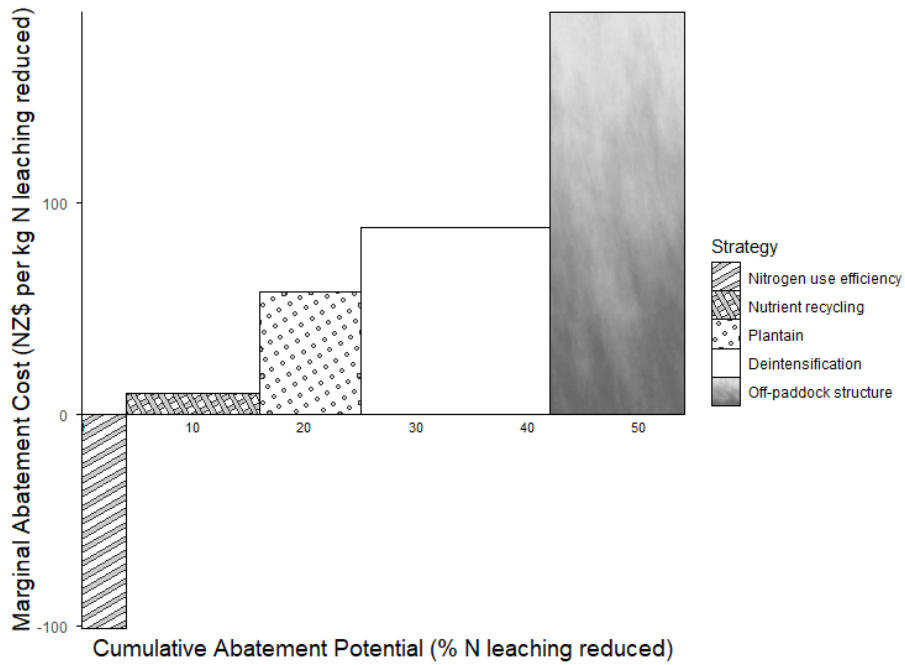 Marginal Abatement Cost (NZ$ per kg N leaching reduced)
100
0
-100
10 20 30 40 50
Cumulative Abatement Potential (% N leaching reduced)
Strategy
Nitrogen use efficiency
Nutrient recycling
Plantain
Deintensification
Off-paddock structure